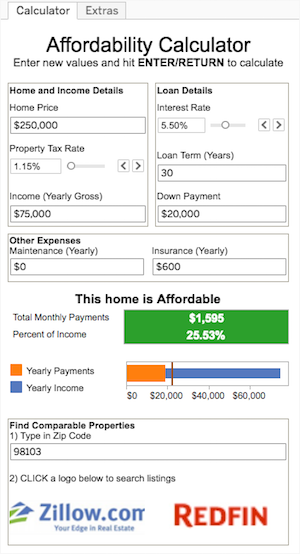 Calculator Extras
Affordability Calculator
Enter new values and hit ENTER/RETURN to calculate
Home and Income Details
Home Price
$250,000
Property Tax Rate
1.15%
Income (Yearly Gross)
$75,000
Loan Details
Interest Rate
5.50%
Loan Term (Years)
30
Down Payment
$20,000
Other Expenses
Maintenance (Yearly) Insurance (Yearly)
$0 $600
This home is Affordable
Total Monthly Payments $1,595
Percent of Income 25.53%
Yearly Payments
Yearly Income
$0 $20,000 $40,000 $60,000
Find Comparable Properties
1) Type in Zip Code
98103
2) CLICK a logo below to search listings
Zillow.com REDFIN
Your Edge in Real Estate